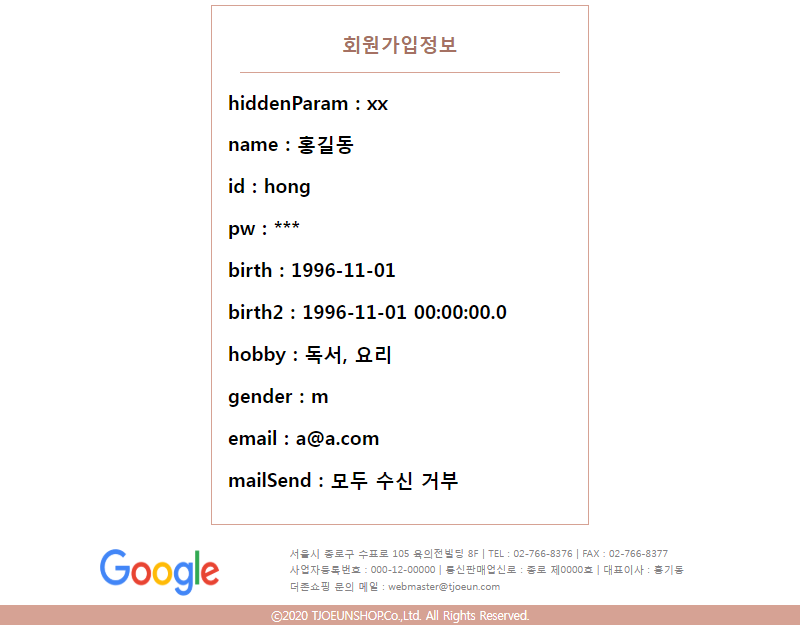 회원가입정보
hiddenParam : xx
name : 홍길동
id : hong
pw : ***
birth : 1996-11-01
birth2 : 1996-11-01 00:00:00.0
hobby : 독서, 요리
gender : m
email : a@a.com
mailSend : 모두 수신 거부
Google
서울시 종로구 수표로 105 육의전빌딩 8F | TEL : 02-766-8376 | FAX : 02-766-8377
사업자등록번호 : 000-12-00000 | 통신판매업신로 : 종로 제0000호 | 대표이사 : 홍기동
더존쇼핑 문의 메일 : webmaster@tjoeun.com
©2020 TJOEUNSHOP.Co,.Ltd. All Rights Reserved.